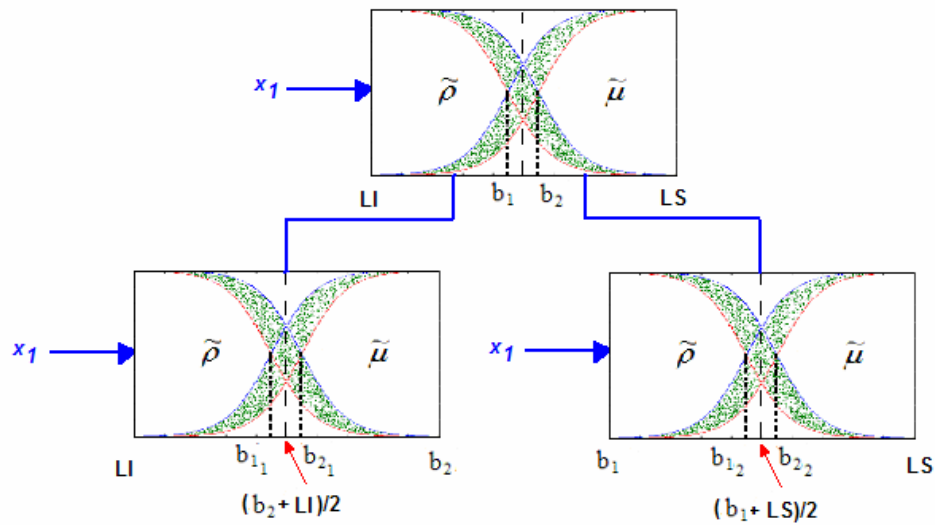 x₁ ρ̃ μ̃
LI b₁ b₂ LS
x₁ ρ̃ μ̃ x₁ ρ̃ μ̃
LI b₁₁ b₂₁ b₂ b₁ b₁₂ b₂₂ LS
(b₂+LI)/2 (b₁+LS)/2